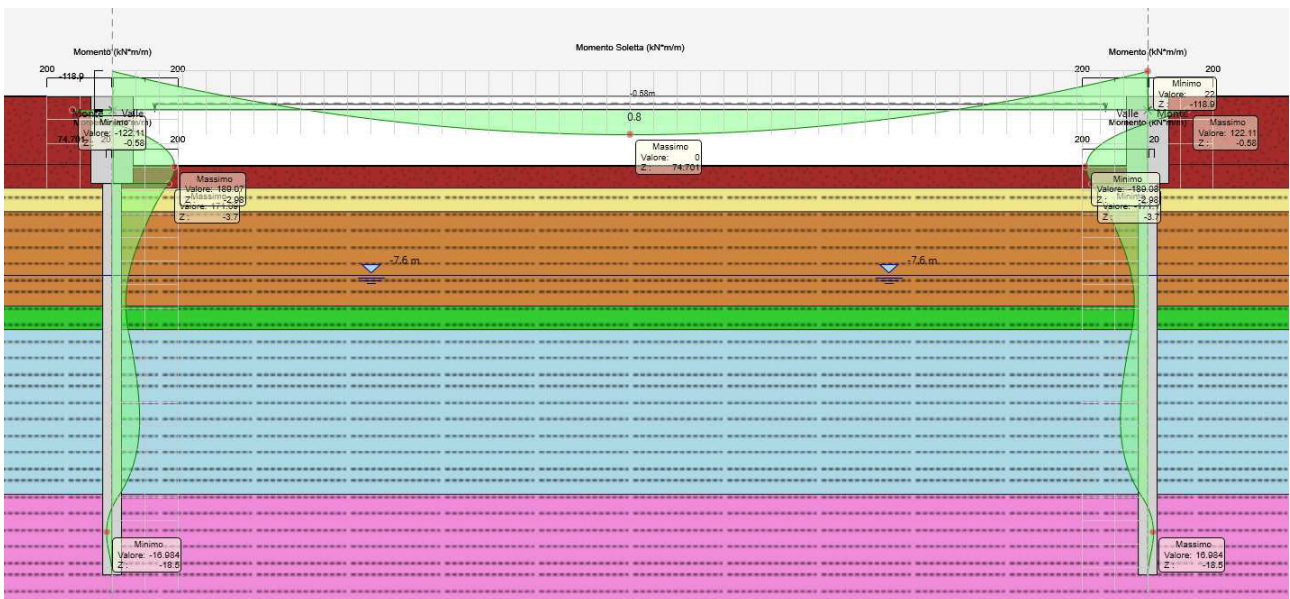 Momento Soletta (kN*m/m)
Momento (kN*m/m)
Momento (kN*m/m)
200
-118.9
200
200
200
-0.58m
0.8
Minimo
Valore: 22
Z : -118.9
Valle
Minimo
Valore: -122.11
Z : -0.58
74.701
20
200
Massimo
Valore: 0
Z : 74.701
Valle
Monte
Massimo
Valore: 122.11
Z : -0.58
200
20
Massimo
Valore: 189.07
Z : -2.98
Massimo
Z : -3.7
Minimo
Valore: -189.08
Z : -2.98
-3.7
-7.6 m
-7.6 m
Minimo
Valore: -16.984
Z : -18.5
Massimo
Valore: 16.984
Z : -18.5